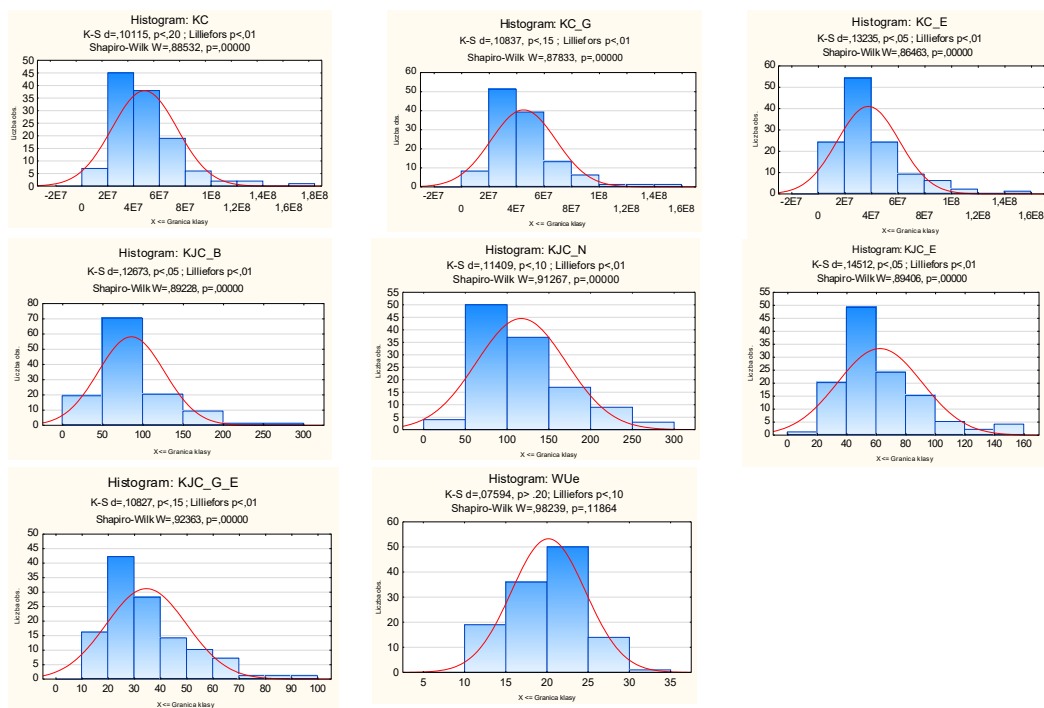 Histogram: KC
K-S d=,10115, p<,20 ; Lilliefors p<,01
Shapiro-Wilk W=,88532, p=,00000
50
45
40
35
30
25
20
15
10
5
0
Liczba obs.
-2E7 2E7 6E7 1E8 1,4E8 1,8E8
0 4E7 8E7 1,2E8 1,6E8
X <= Granica klasy
Histogram: KC_G
K-S d=,10837, p<,15 ; Lilliefors p<,01
Shapiro-Wilk W=,87833, p=,00000
60
50
40
30
20
10
0
Liczba obs.
-2E7 2E7 6E7 1E8 1,4E8
0 4E7 8E7 1,2E8 1,6E8
X <= Granica klasy
Histogram: KC_E
K-S d=,13235, p<,05 ; Lilliefors p<,01
Shapiro-Wilk W=,86463, p=,00000
60
50
40
30
20
10
0
Liczba obs.
-2E7 2E7 6E7 1E8 1,4E8
0 4E7 8E7 1,2E8 1,6E8
X <= Granica klasy
Histogram: KJC_B
K-S d=,12673, p<,05 ; Lilliefors p<,01
Shapiro-Wilk W=,89228, p=,00000
80
70
60
50
40
30
20
10
0
Liczba obs.
0 50 100 150 200 250 300
X <= Granica klasy
Histogram: KJC_N
K-S d=,11409, p<,10 ; Lilliefors p<,01
Shapiro-Wilk W=,91267, p=,00000
55
50
45
40
35
30
25
20
15
10
5
0
Liczba obs.
0 50 100 150 200 250 300
X <= Granica klasy
Histogram: KJC_E
K-S d=,14512, p<,05 ; Lilliefors p<,01
Shapiro-Wilk W=,89406, p=,00000
55
50
45
40
35
30
25
20
15
10
5
0
Liczba obs.
0 20 40 60 80 100 120 140 160
X <= Granica klasy
Histogram: KJC_G_E
K-S d=,10827, p<,15 ; Lilliefors p<,01
Shapiro-Wilk W=,92363, p=,00000
50
45
40
35
30
25
20
15
10
5
0
Liczba obs.
0 10 20 30 40 50 60 70 80 90 100
X <= Granica klasy
Histogram: WUe
K-S d=,07594, p> .20; Lilliefors p<,10
Shapiro-Wilk W=,98239, p=,11864
60
50
40
30
20
10
0
Liczba obs.
5 10 15 20 25 30 35
X <= Granica klasy